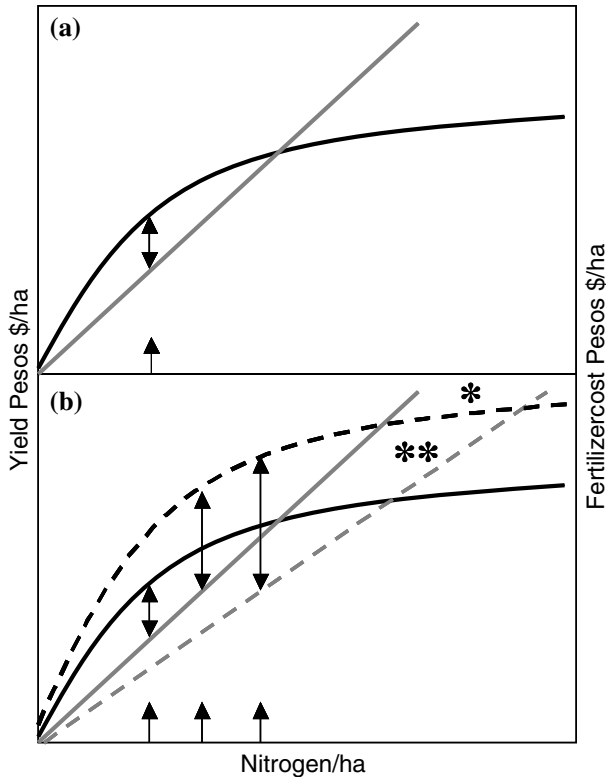 (a)
Yield Pesos $/ha
Fertilizercost Pesos $/ha
(b)
*
**
Nitrogen/ha